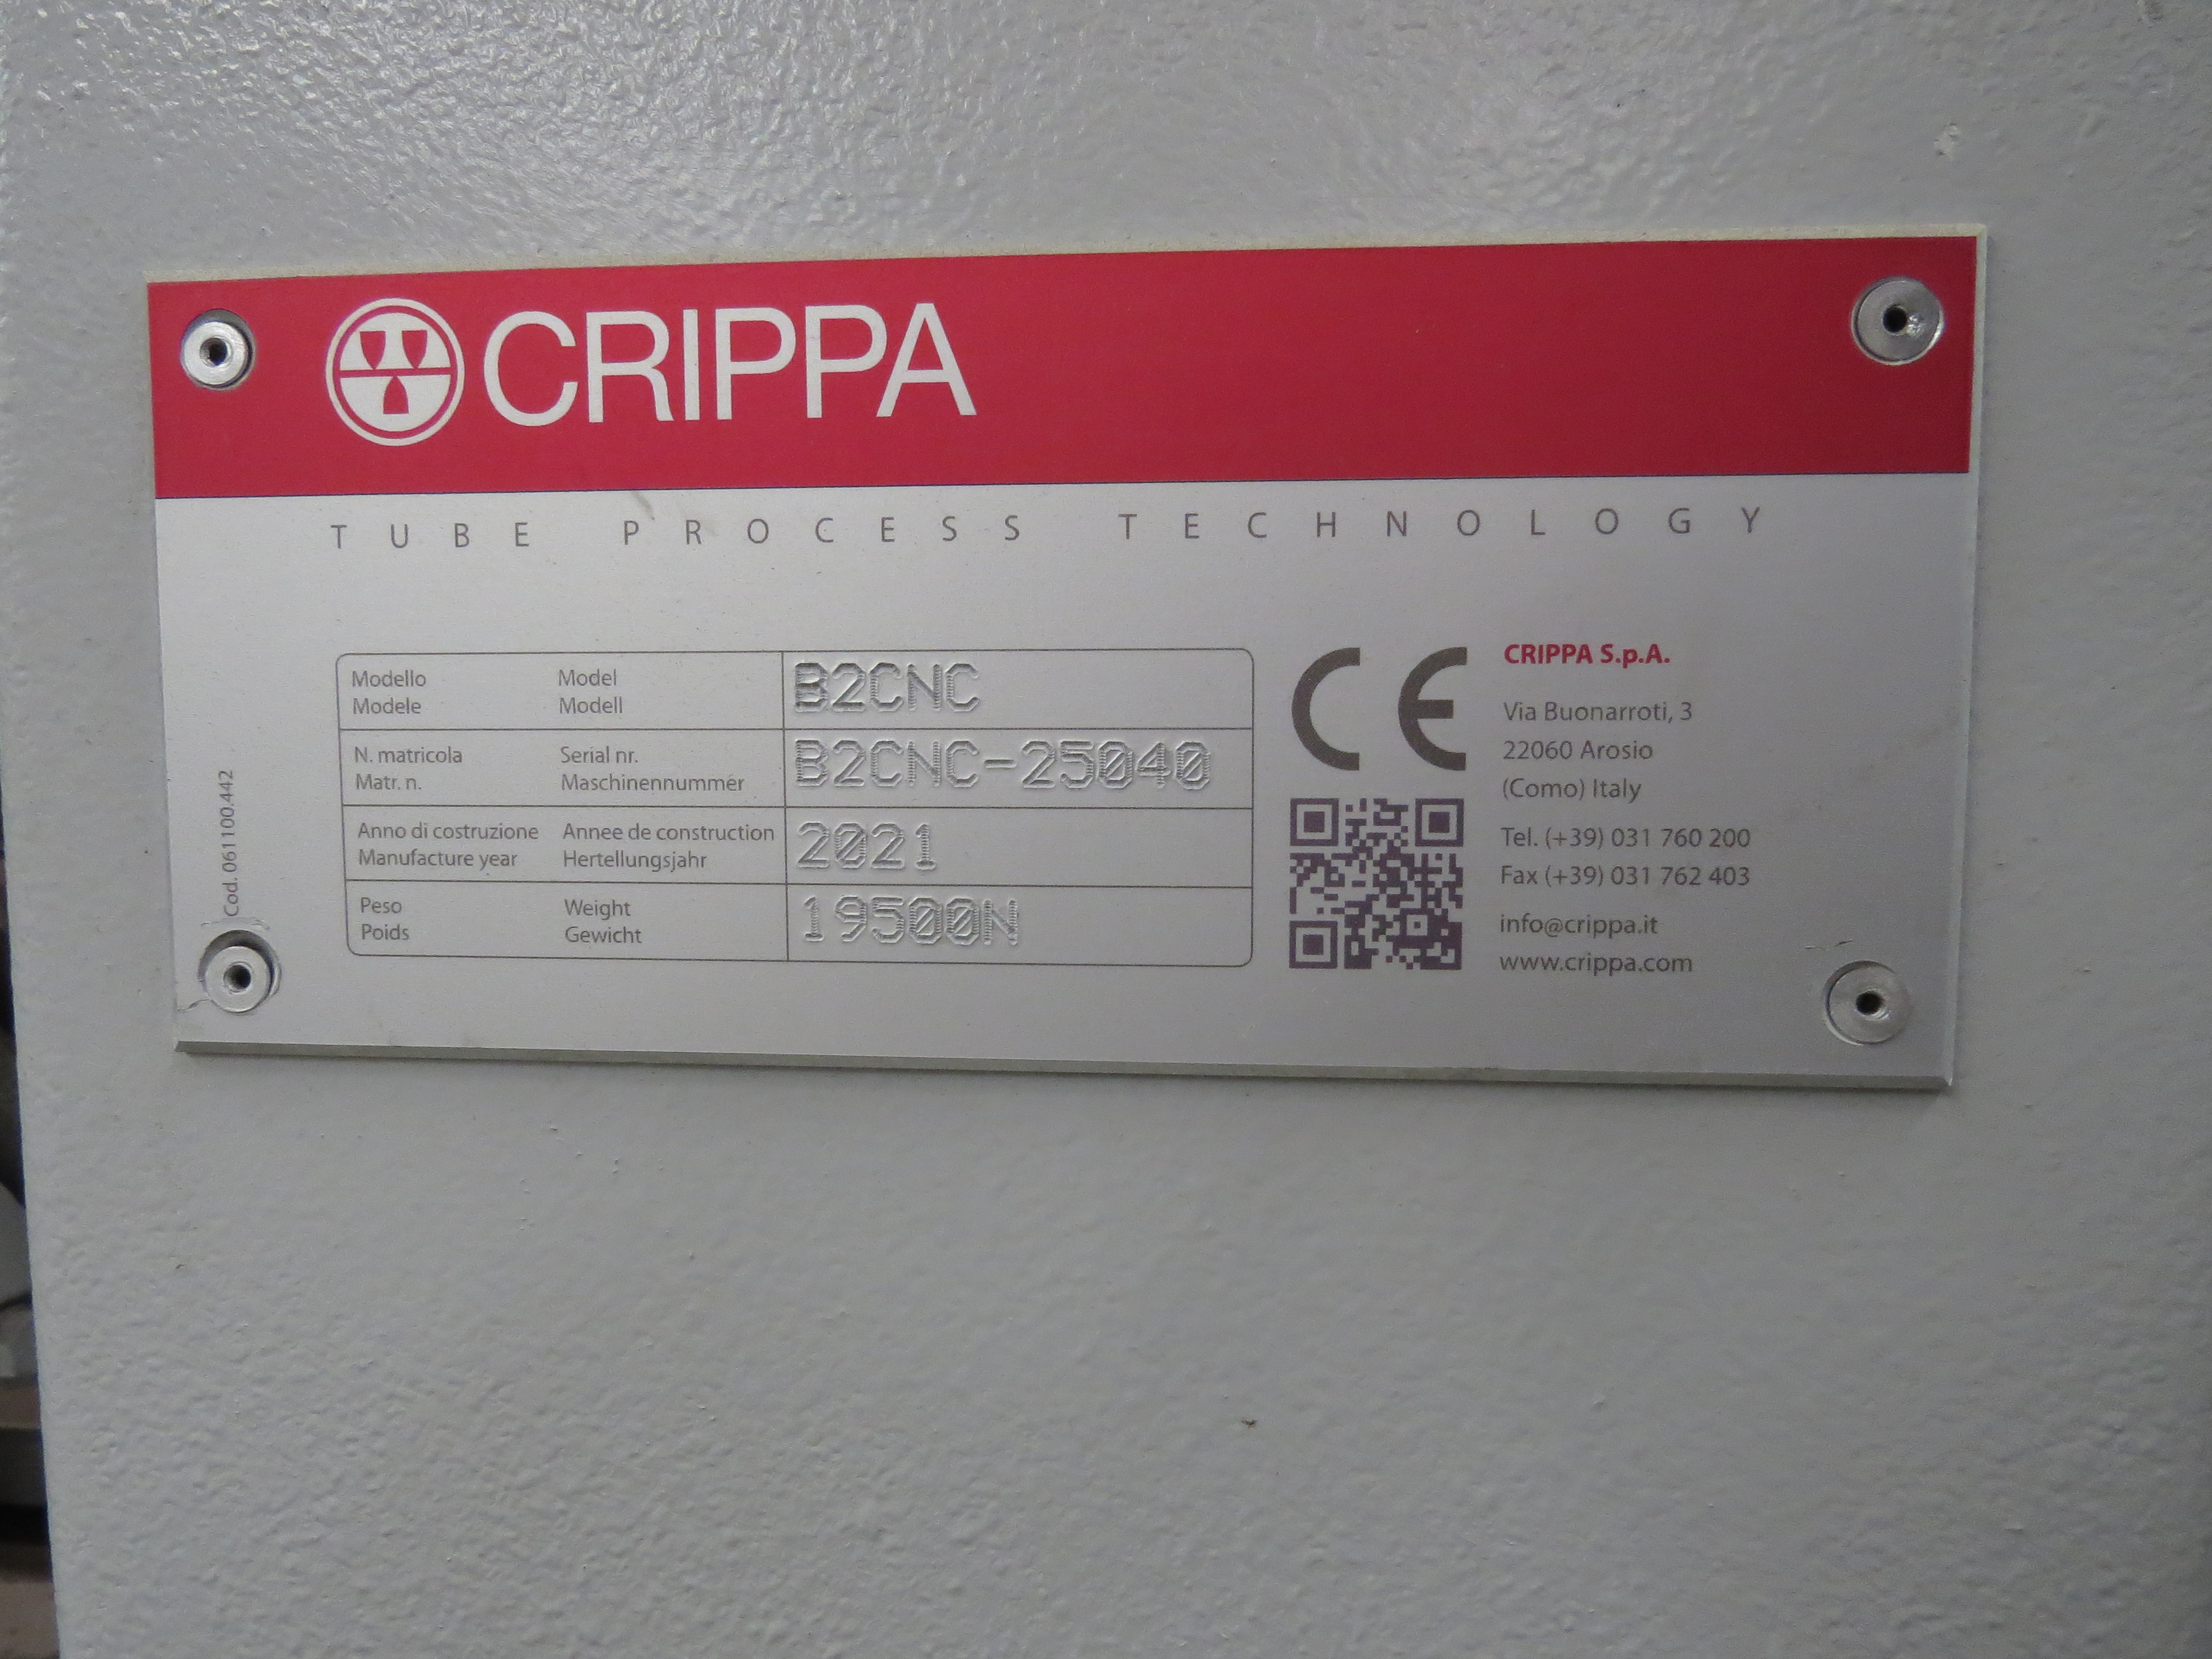 CRIPPA
TUBE PROCESS TECHNOLOGY
Modello Model B2CNC
Modele Modell
N. matricola Serial nr. B2CNC-25040
Matr. n. Maschinennummer
Anno di costruzione Annee de construction 2021
Manufacture year Hertellungsjahr
Peso Weight 19500N
Poids Gewicht
Cod. 061100.442
CE
CRIPPA S.p.A.
Via Buonarroti, 3
22060 Arosio
(Como) Italy
Tel. (+39) 031 760 200
Fax (+39) 031 762 403
info@crippa.it
www.crippa.com